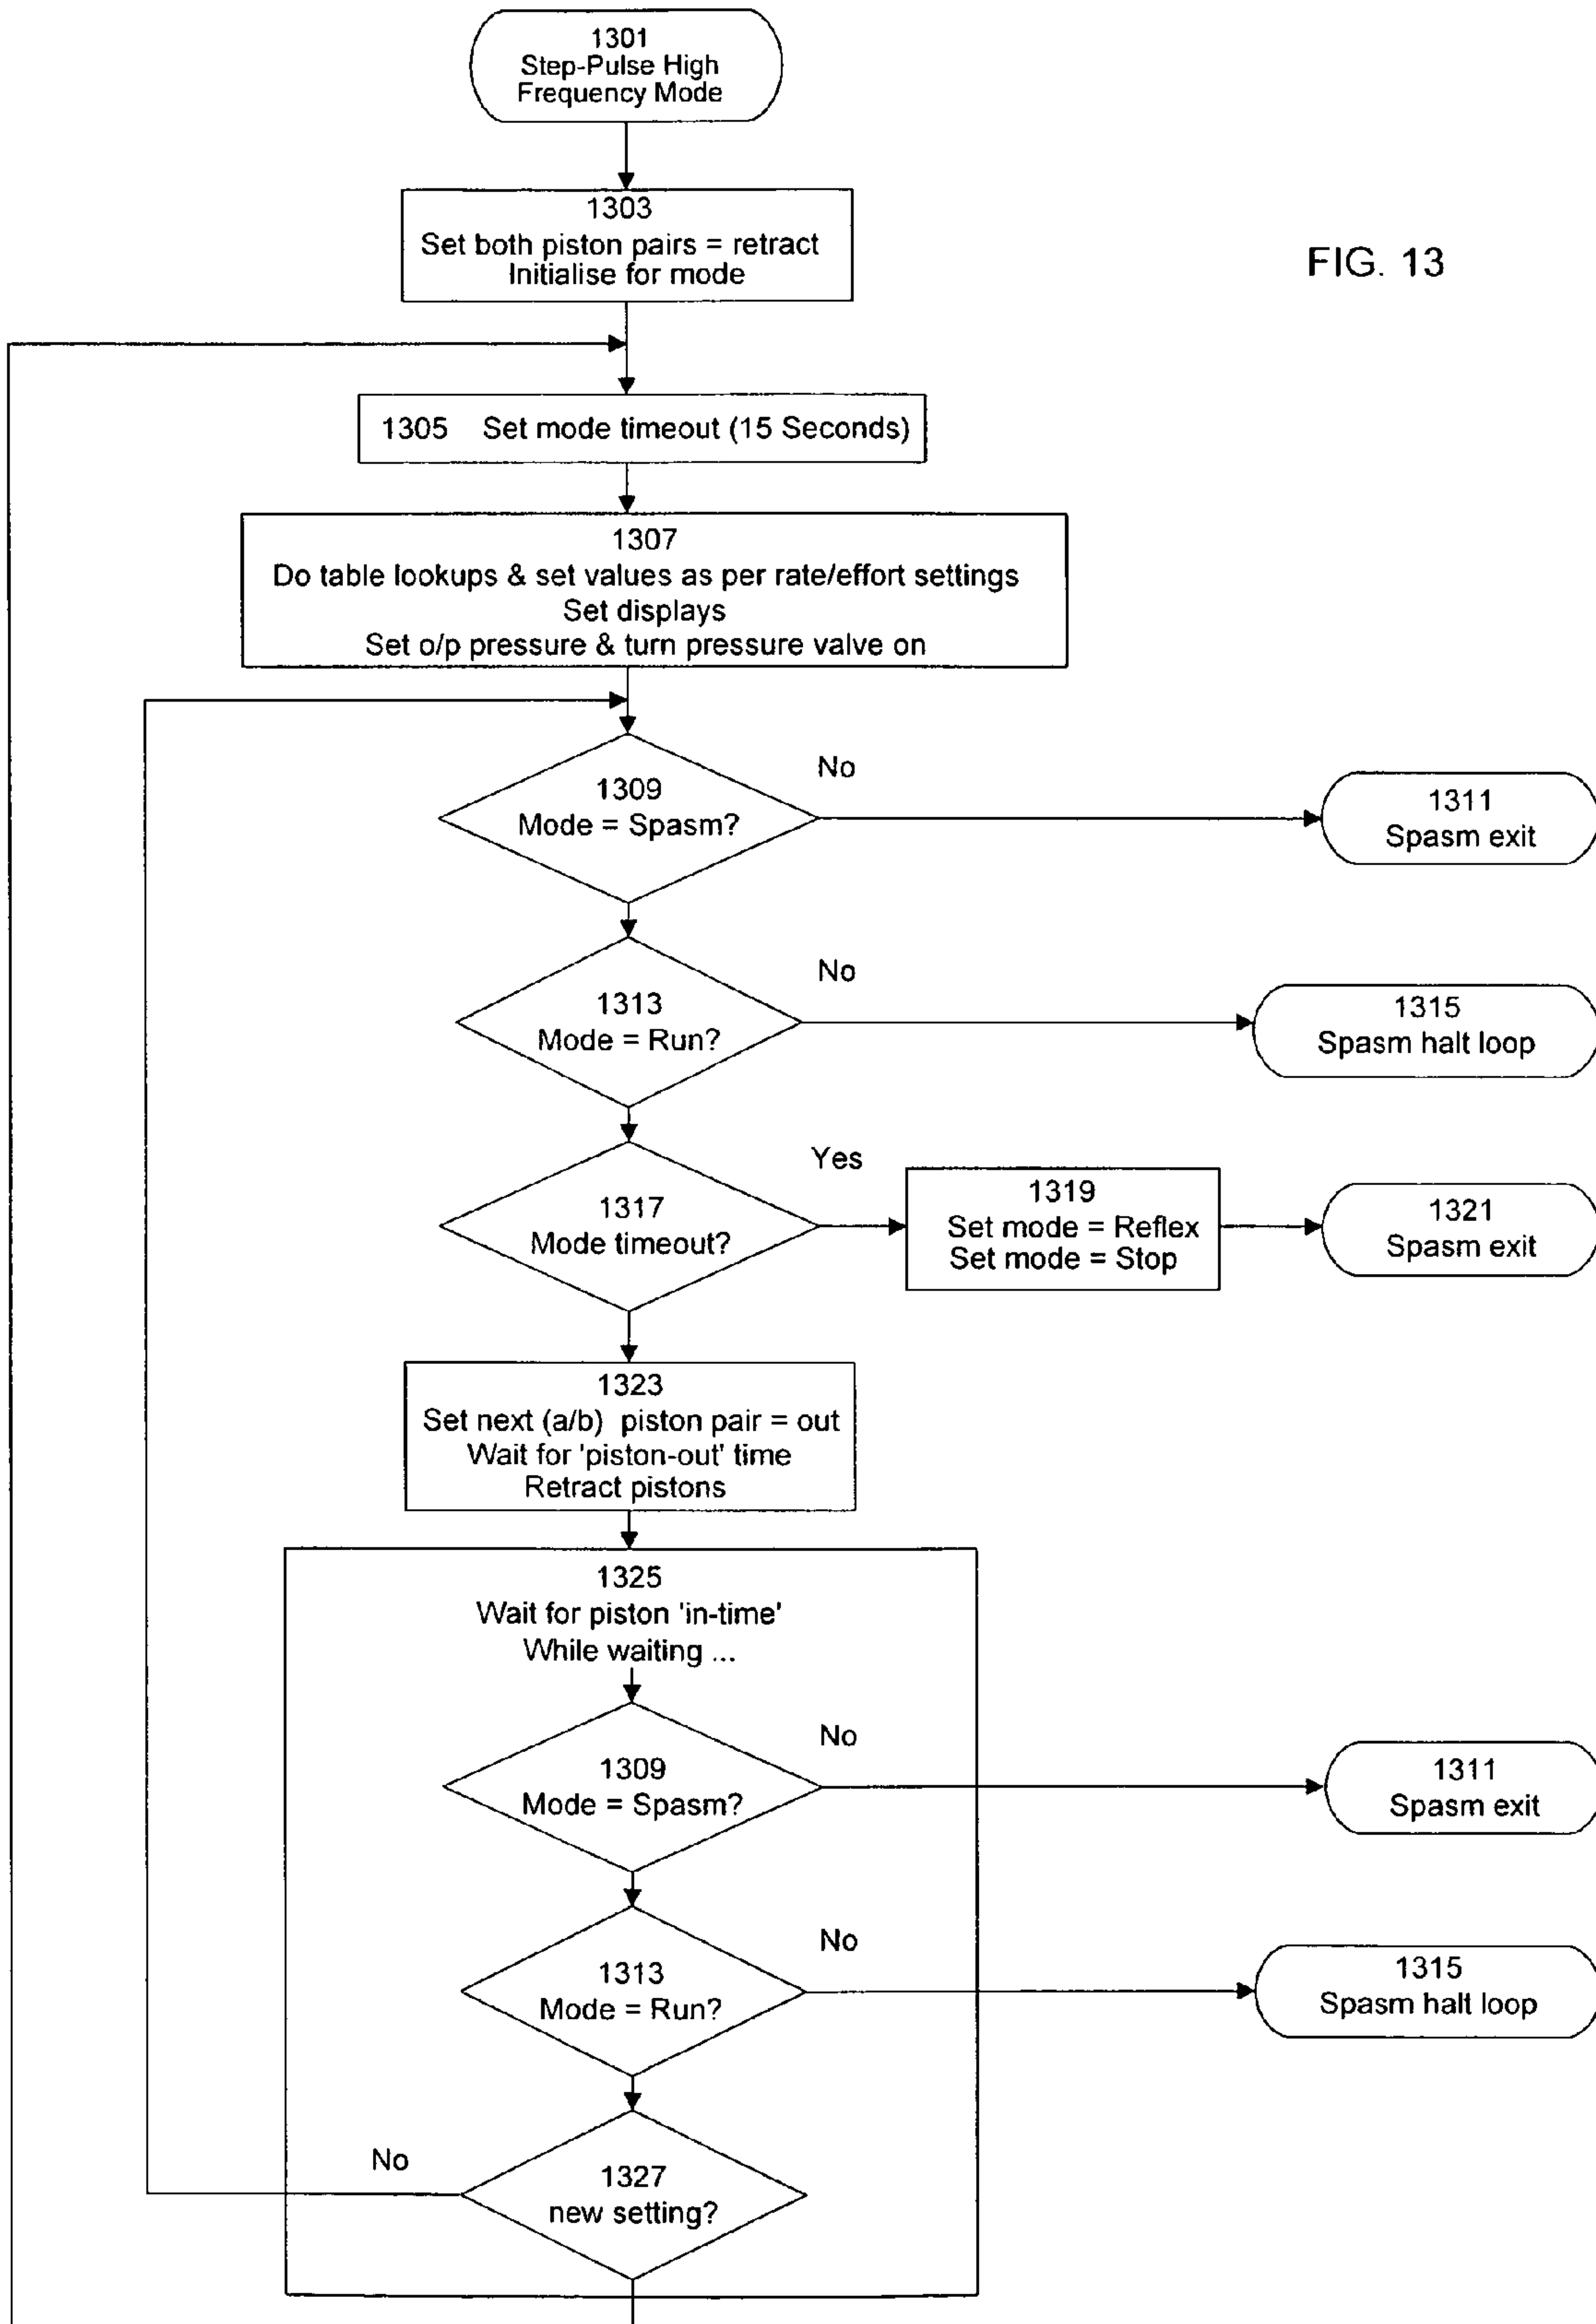 1301
Step-Pulse High
Frequency Mode
1303
Set both piston pairs = retract
Initialise for mode
FIG. 13
1305 Set mode timeout (15 Seconds)
1307
Do table lookups & set values as per rate/effort settings
Set displays
Set o/p pressure & turn pressure valve on
No
1309
Mode = Spasm?
1311
Spasm exit
No
1313
Mode = Run?
1315
Spasm halt loop
Yes
1317
Mode timeout?
1319
Set mode = Reflex
Set mode = Stop
1321
Spasm exit
1323
Set next (a/b) piston pair = out
Wait for 'piston-out' time
Retract pistons
1325
Wait for piston 'in-time'
While waiting ...
No
1309
Mode = Spasm?
1311
Spasm exit
No
1313
Mode = Run?
1315
Spasm halt loop
No
1327
new setting?